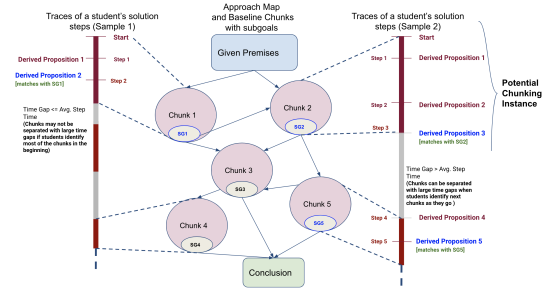 Traces of a student's solution
steps (Sample 1)
Approach Map
and Baseline Chunks
with subgoals
Traces of a student's solution
steps (Sample 2)
Start
Derived Proposition 1
Step 1
Derived Proposition 2
[matches with SG1]
Step 2
Time Gap <= Avg. Step
Time
(Chunks may not be
separated with large time
gaps if students identify
most of the chunks in the
beginning)
Given Premises
Chunk 1
SG1
Chunk 2
SG2
Chunk 3
SG3
Chunk 4
SG4
Chunk 5
SG5
Conclusion
Start
Step 1
Derived Proposition 1
Step 2
Derived Proposition 2
Step 3
Derived Proposition 3
[matches with SG2]
Time Gap > Avg. Step
Time
(Chunks can be separated
with large time gaps when
students identify next
chunks as they go )
Step 4
Derived Proposition 4
Step 5
Derived Proposition 5
[matches with SG5]
Potential
Chunking
Instance